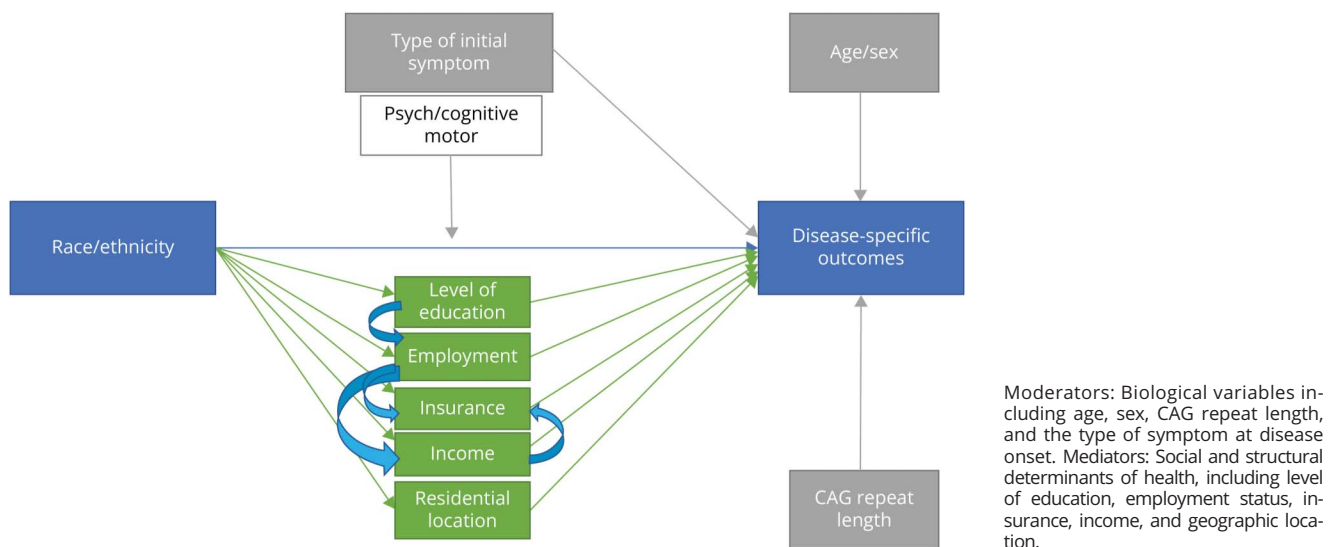 Type of initial
symptom
Age/sex
Psych/cognitive
motor
Race/ethnicity
Disease-specific
outcomes
Level of
education
Employment
Insurance
Income
Residential
location
CAG repeat
length
Moderators: Biological variables in-
cluding age, sex, CAG repeat length,
and the type of symptom at disease
onset. Mediators: Social and structural
determinants of health, including level
of education, employment status, in-
surance, income, and geographic loca-
tion.